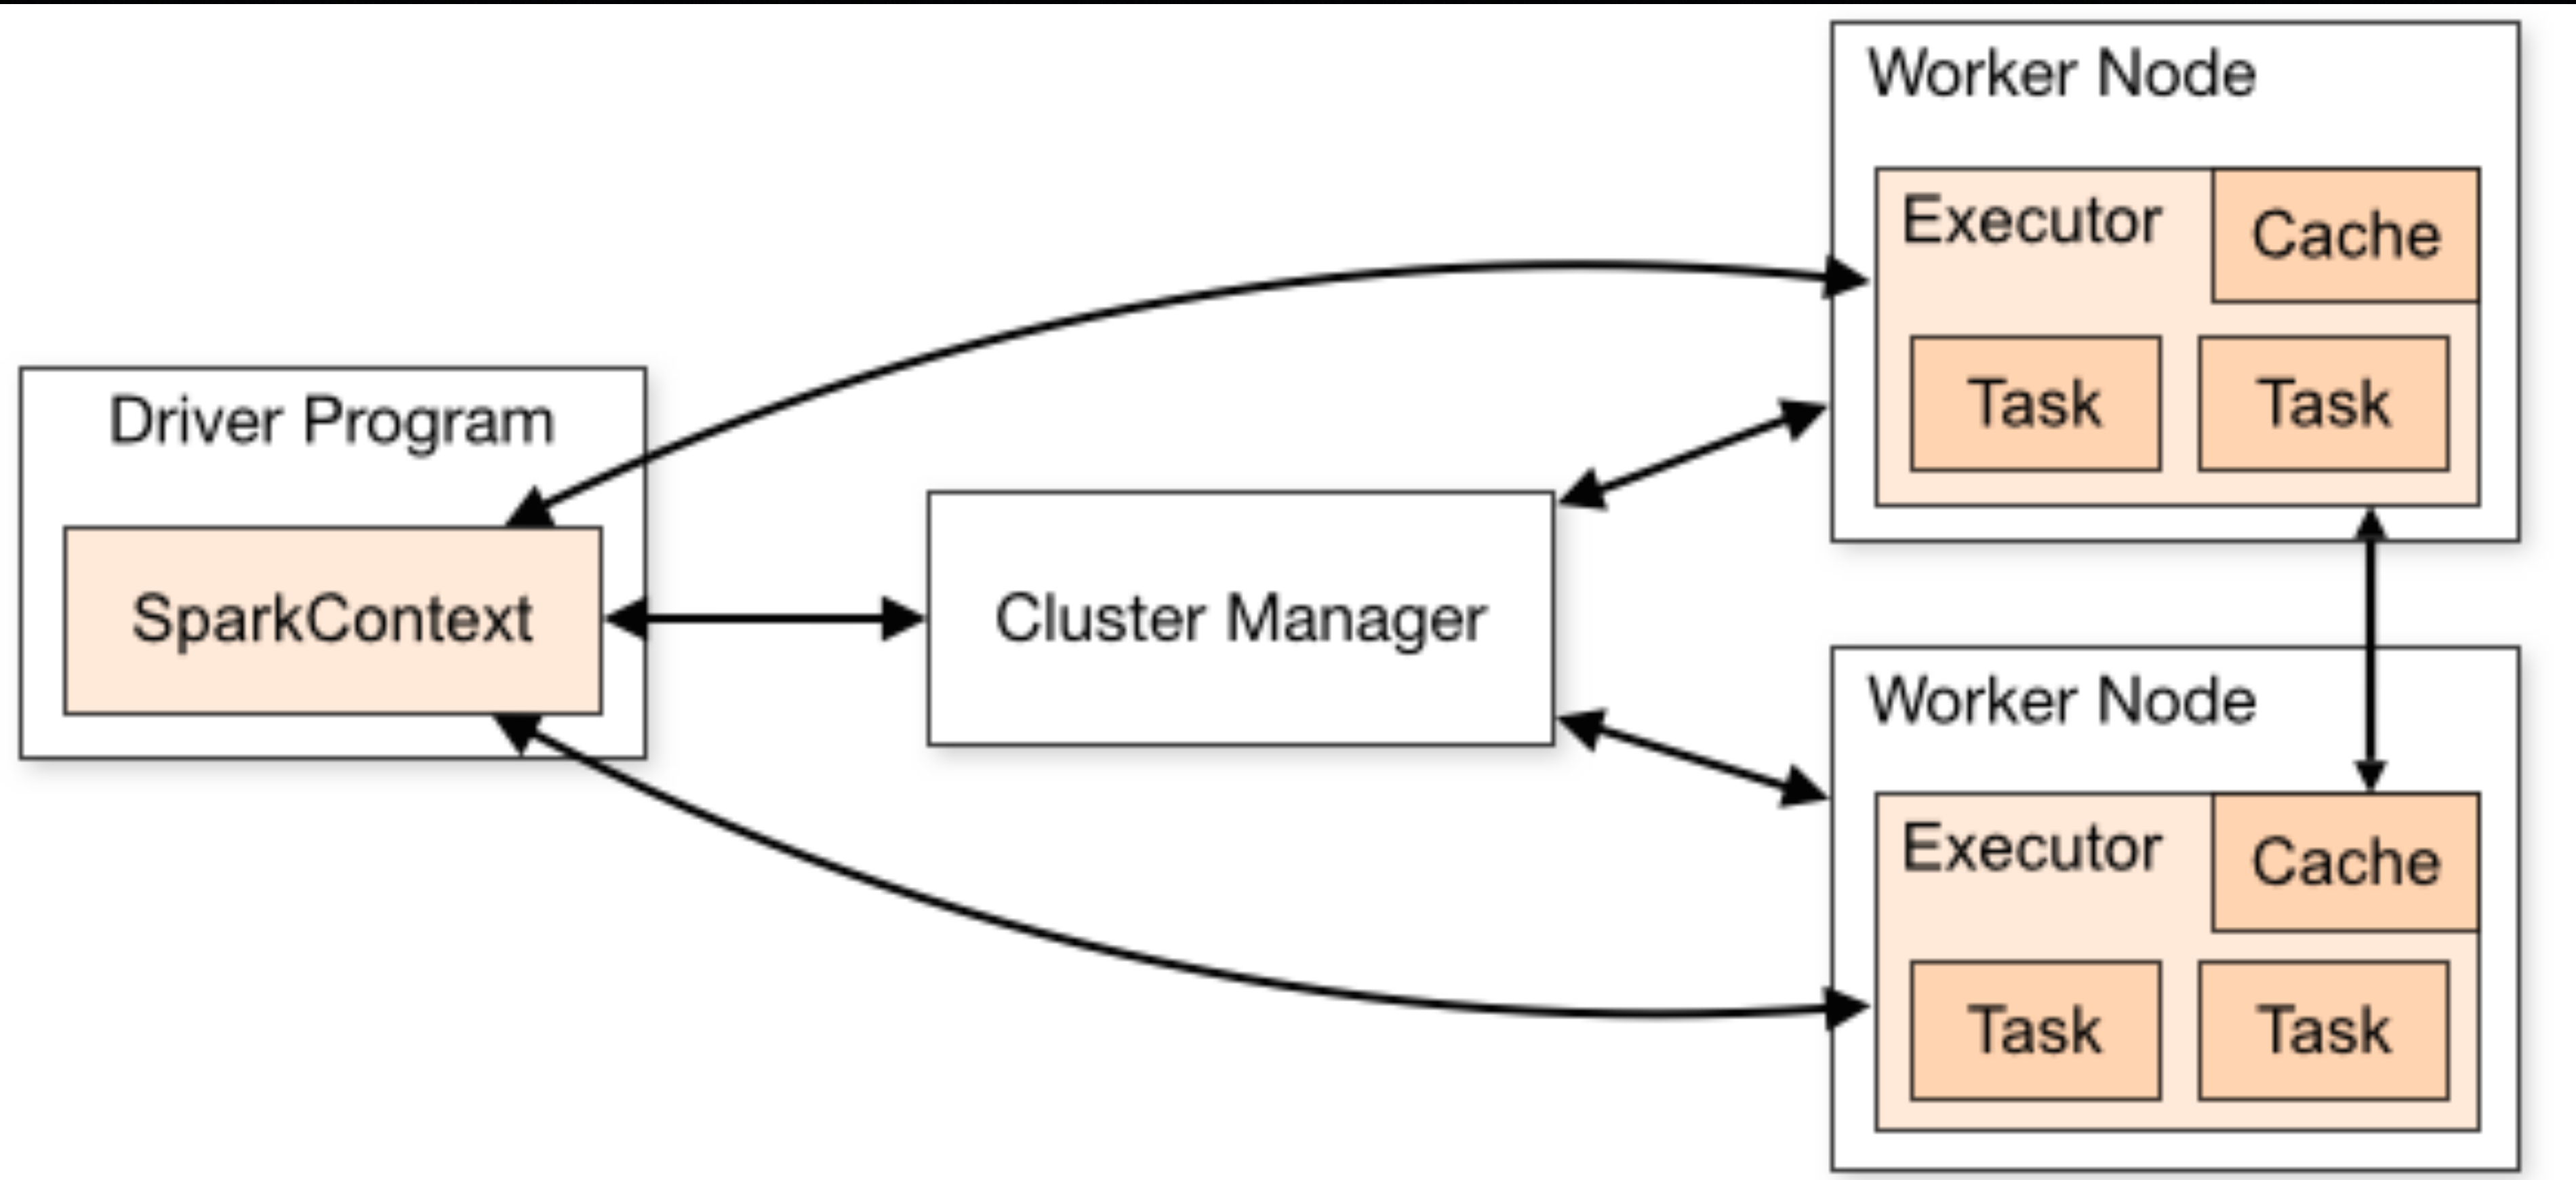 Driver Program
SparkContext
Cluster Manager
Worker Node
Executor
Cache
Task
Task
Worker Node
Executor
Cache
Task
Task